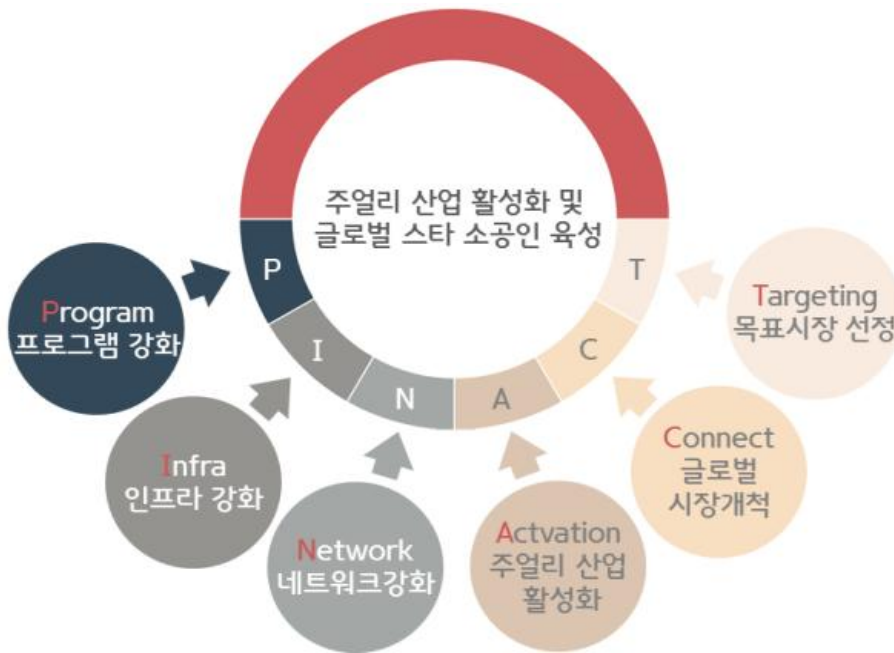 주얼리 산업 활성화 및
글로벌 스타 소공인 육성
P
I
N
A
C
T
Program
프로그램 강화
Infra
인프라 강화
Network
네트워크강화
Actvation
주얼리 산업
활성화
Connect
글로벌
시장개척
Targeting
목표시장 선정